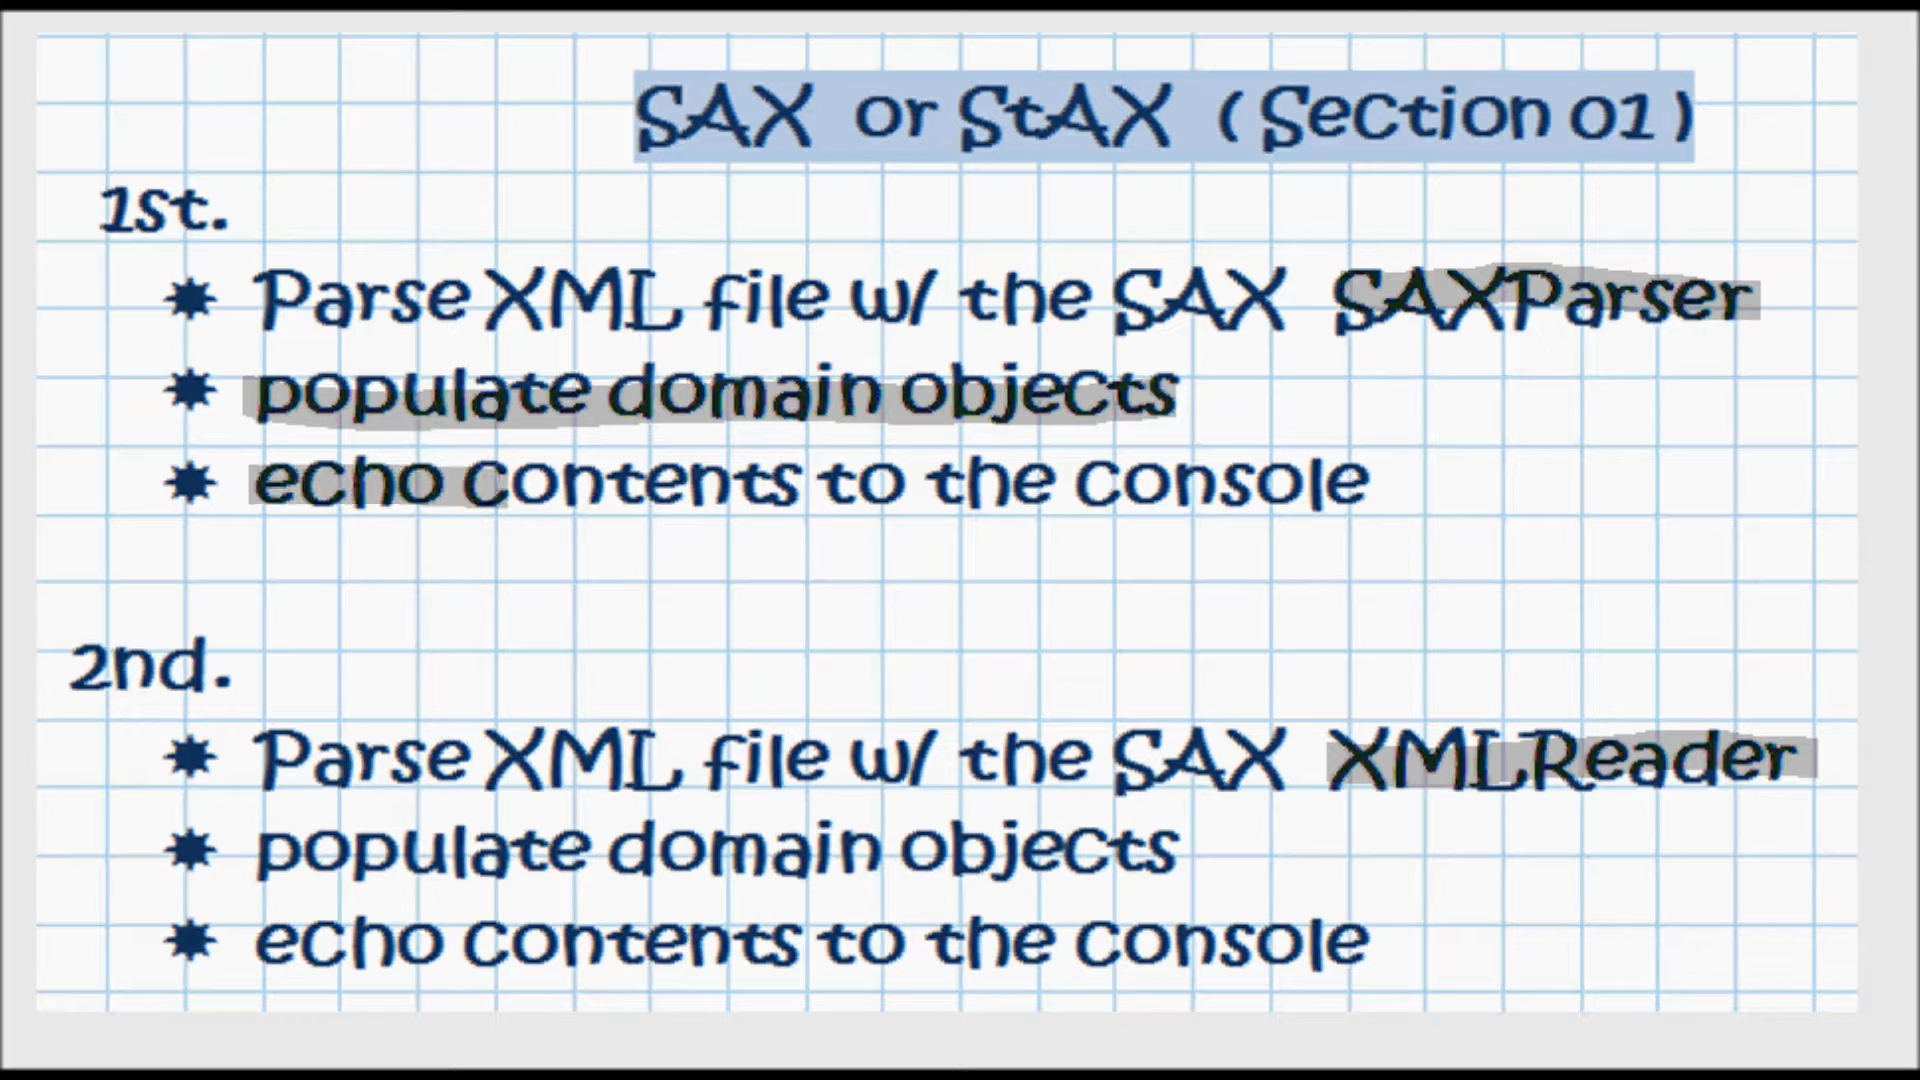 SAX or StAX (Section 01)
1st.
✷ Parse XML file w/ the SAX SAXParser
✷ populate domain objects
✷ echo contents to the console
2nd.
✷ Parse XML file w/ the SAX XMLReader
✷ populate domain objects
✷ echo contents to the console